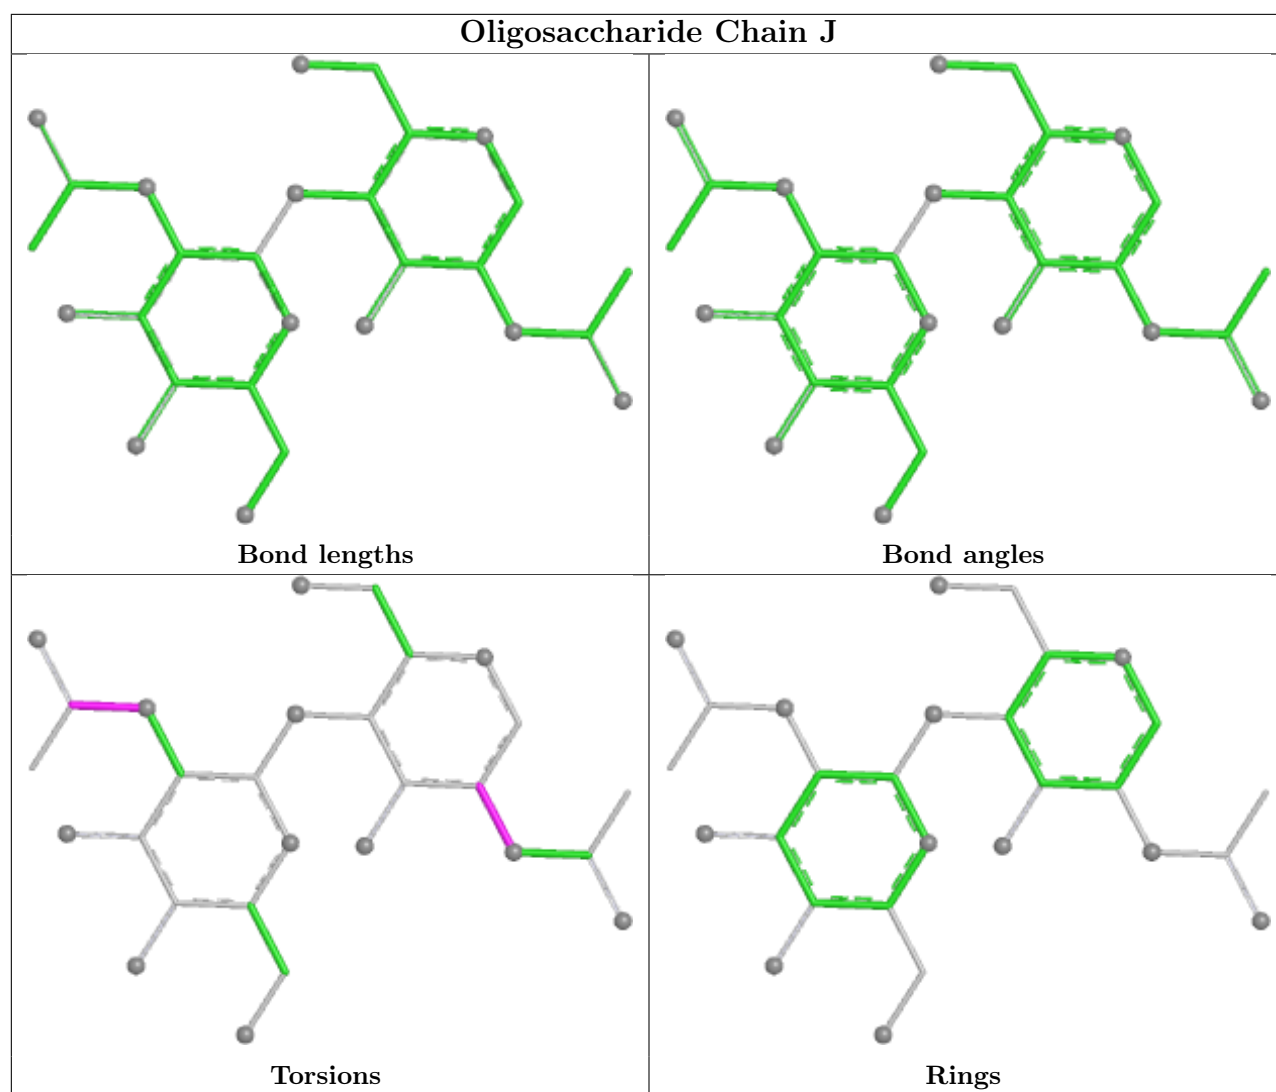 Oligosaccharide Chain J
Bond lengths
Bond angles
Torsions
Rings